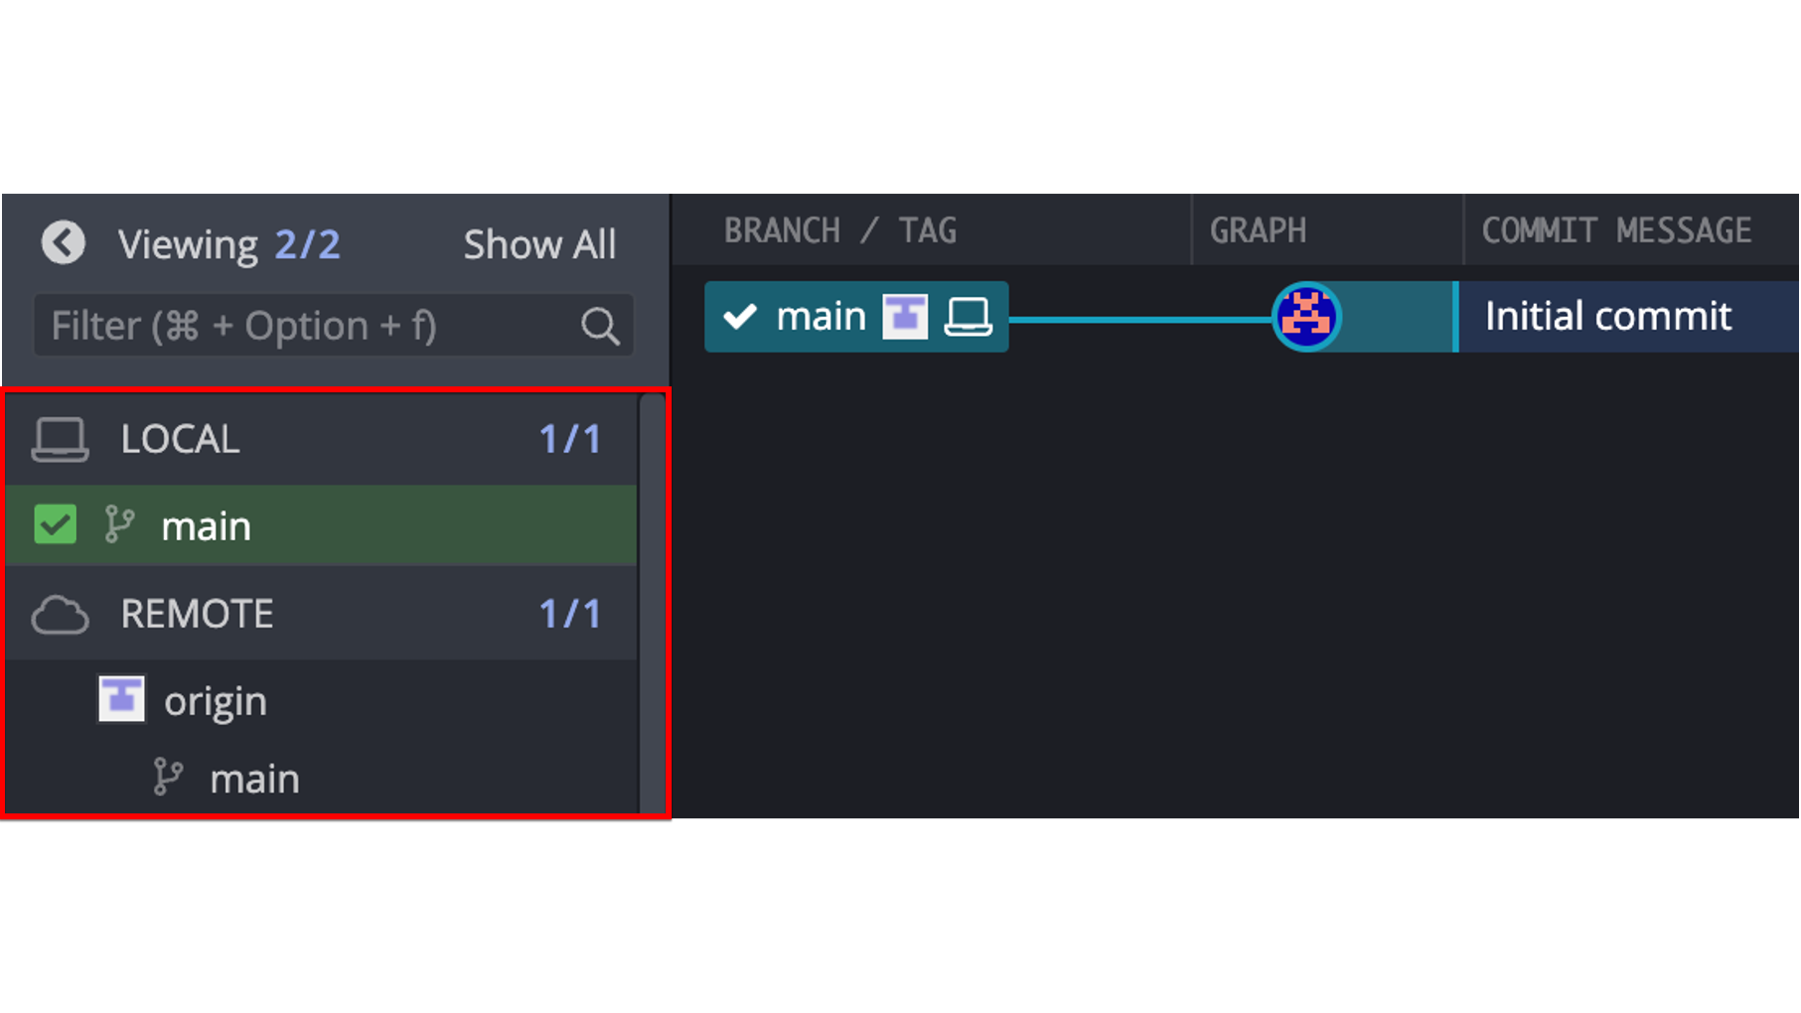 Viewing 2/2 Show All
Filter (⌘ + Option + f)
LOCAL 1/1
main
REMOTE 1/1
origin
main
BRANCH / TAG GRAPH COMMIT MESSAGE
main Initial commit